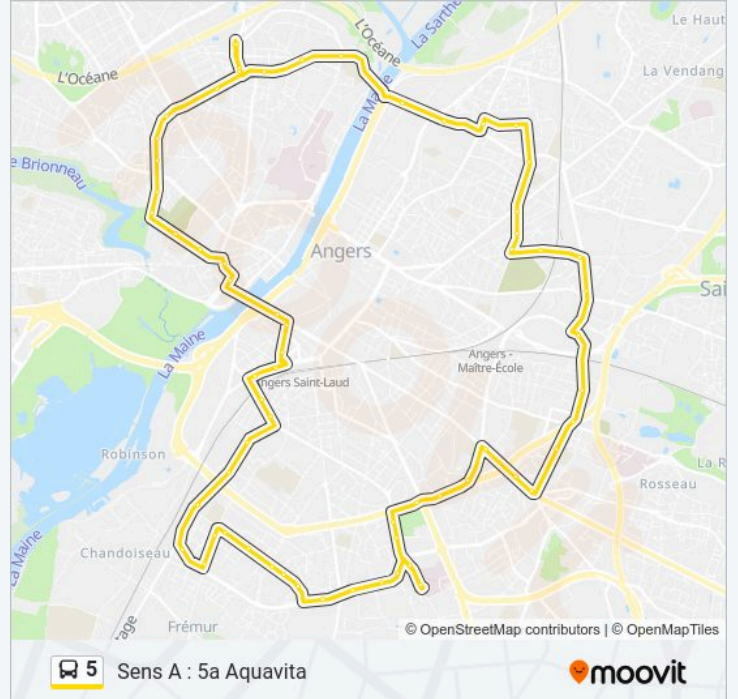 L'Océane
L'Océane
La Sarthe
Le Haut
La Vendang
La Maine
e Brionneau
Angers
Sai
La Maine
Angers -
Maître-École
ngers Saint-Laud
Robinson
La R
Rosseau
Chandoiseau
La Maine
Frémur
rage
© OpenStreetMap contributors | © OpenMapTiles
5 Sens A : 5a Aquavita
moovit